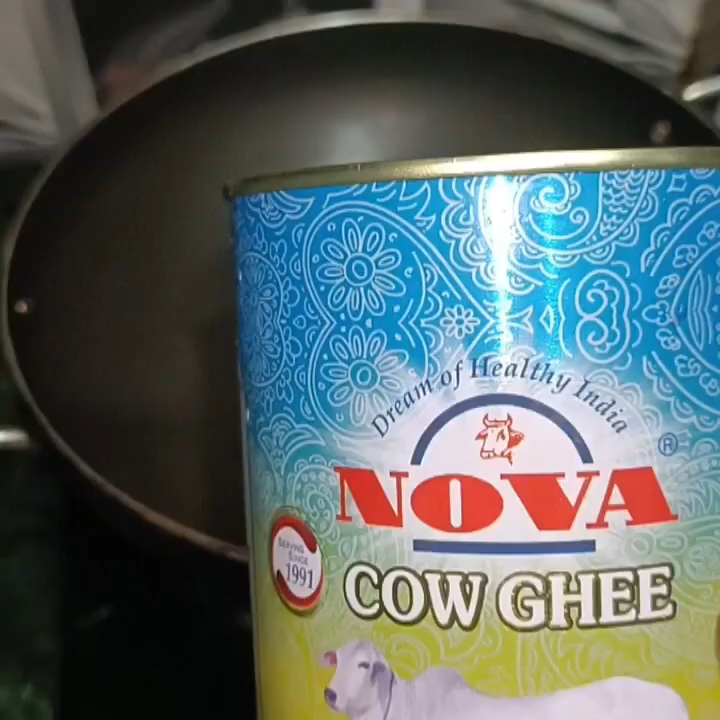 Dream of Healthy India
®
NOVA
SERVING
SINCE
1991
COW GHEE